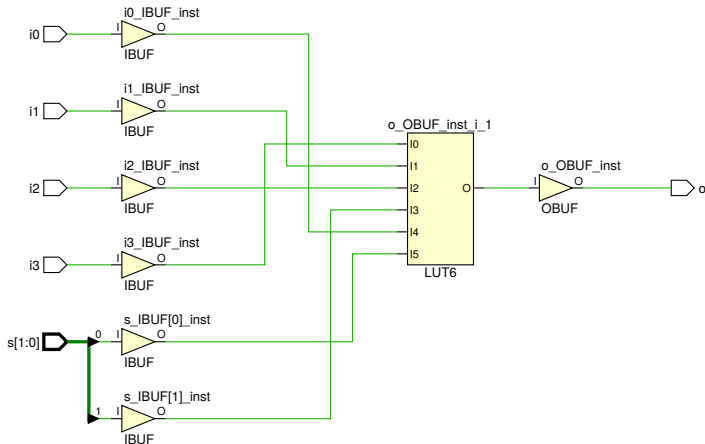 i0_IBUF_inst
i0
I
O
IBUF
i1_IBUF_inst
i1
I
O
IBUF
o_OBUF_inst_i_1
I0
i2_IBUF_inst
I1
o_OBUF_inst
i2
I
O
I2
O
I
O
o
IBUF
I3
OBUF
I4
i3_IBUF_inst
I5
i3
I
O
LUT6
IBUF
s_IBUF[0]_inst
s[1:0]
0
I
O
IBUF
s_IBUF[1]_inst
1
I
O
IBUF